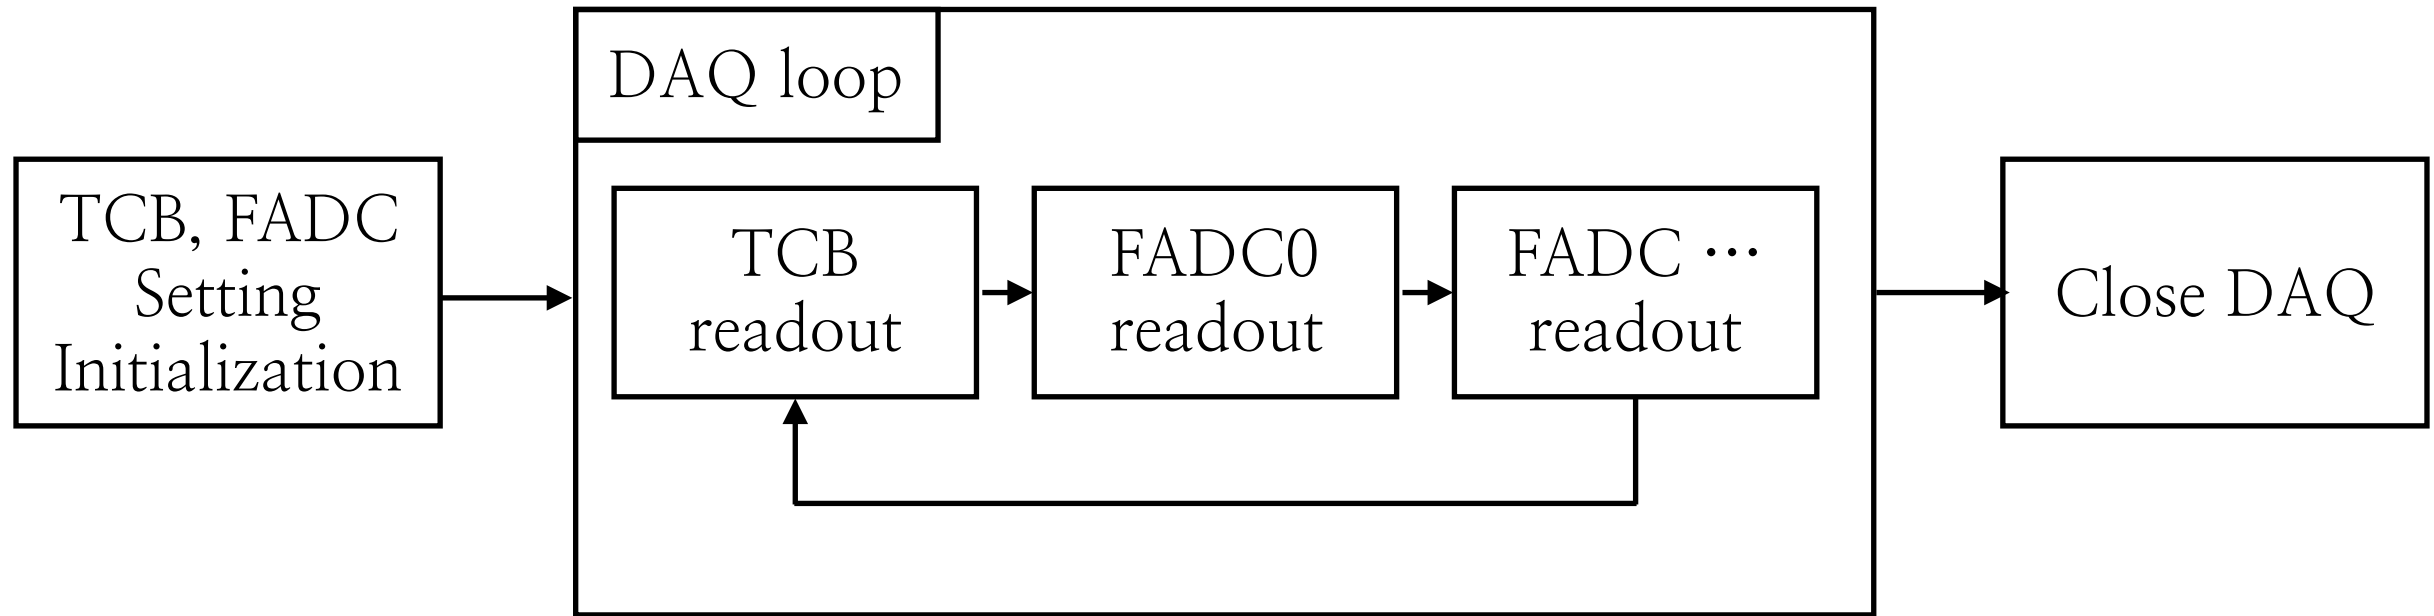 DAQ loop
TCB, FADC
Setting
Initialization
TCB
readout
FADC0
readout
FADC ⋯
readout
Close DAQ